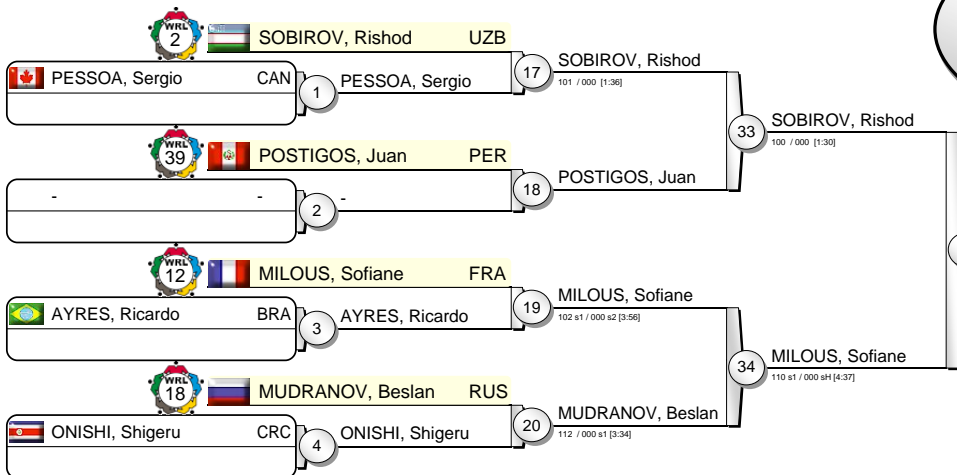 WRL
2
SOBIROV, Rishod UZB
PESSOA, Sergio CAN
1
PESSOA, Sergio
17
SOBIROV, Rishod
101 / 000 [1:36]
WRL
39
POSTIGOS, Juan PER
- -
2
-
18
POSTIGOS, Juan
33
SOBIROV, Rishod
100 / 000 [1:30]
WRL
12
MILOUS, Sofiane FRA
AYRES, Ricardo BRA
3
AYRES, Ricardo
19
MILOUS, Sofiane
102 s1 / 000 s2 [3:56]
WRL
18
MUDRANOV, Beslan RUS
ONISHI, Shigeru CRC
4
ONISHI, Shigeru
20
MUDRANOV, Beslan
112 / 000 s1 [3:34]
34
MILOUS, Sofiane
110 s1 / 000 sH [4:37]